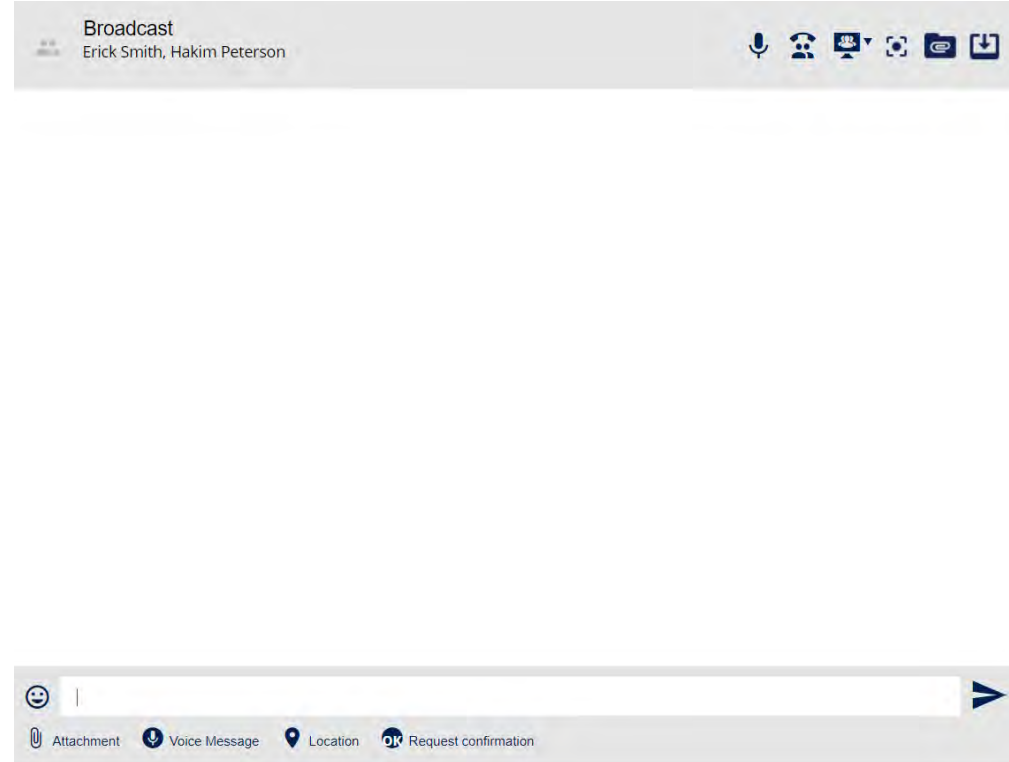 Broadcast
Erick Smith, Hakim Peterson
Attachment Voice Message Location OK Request confirmation